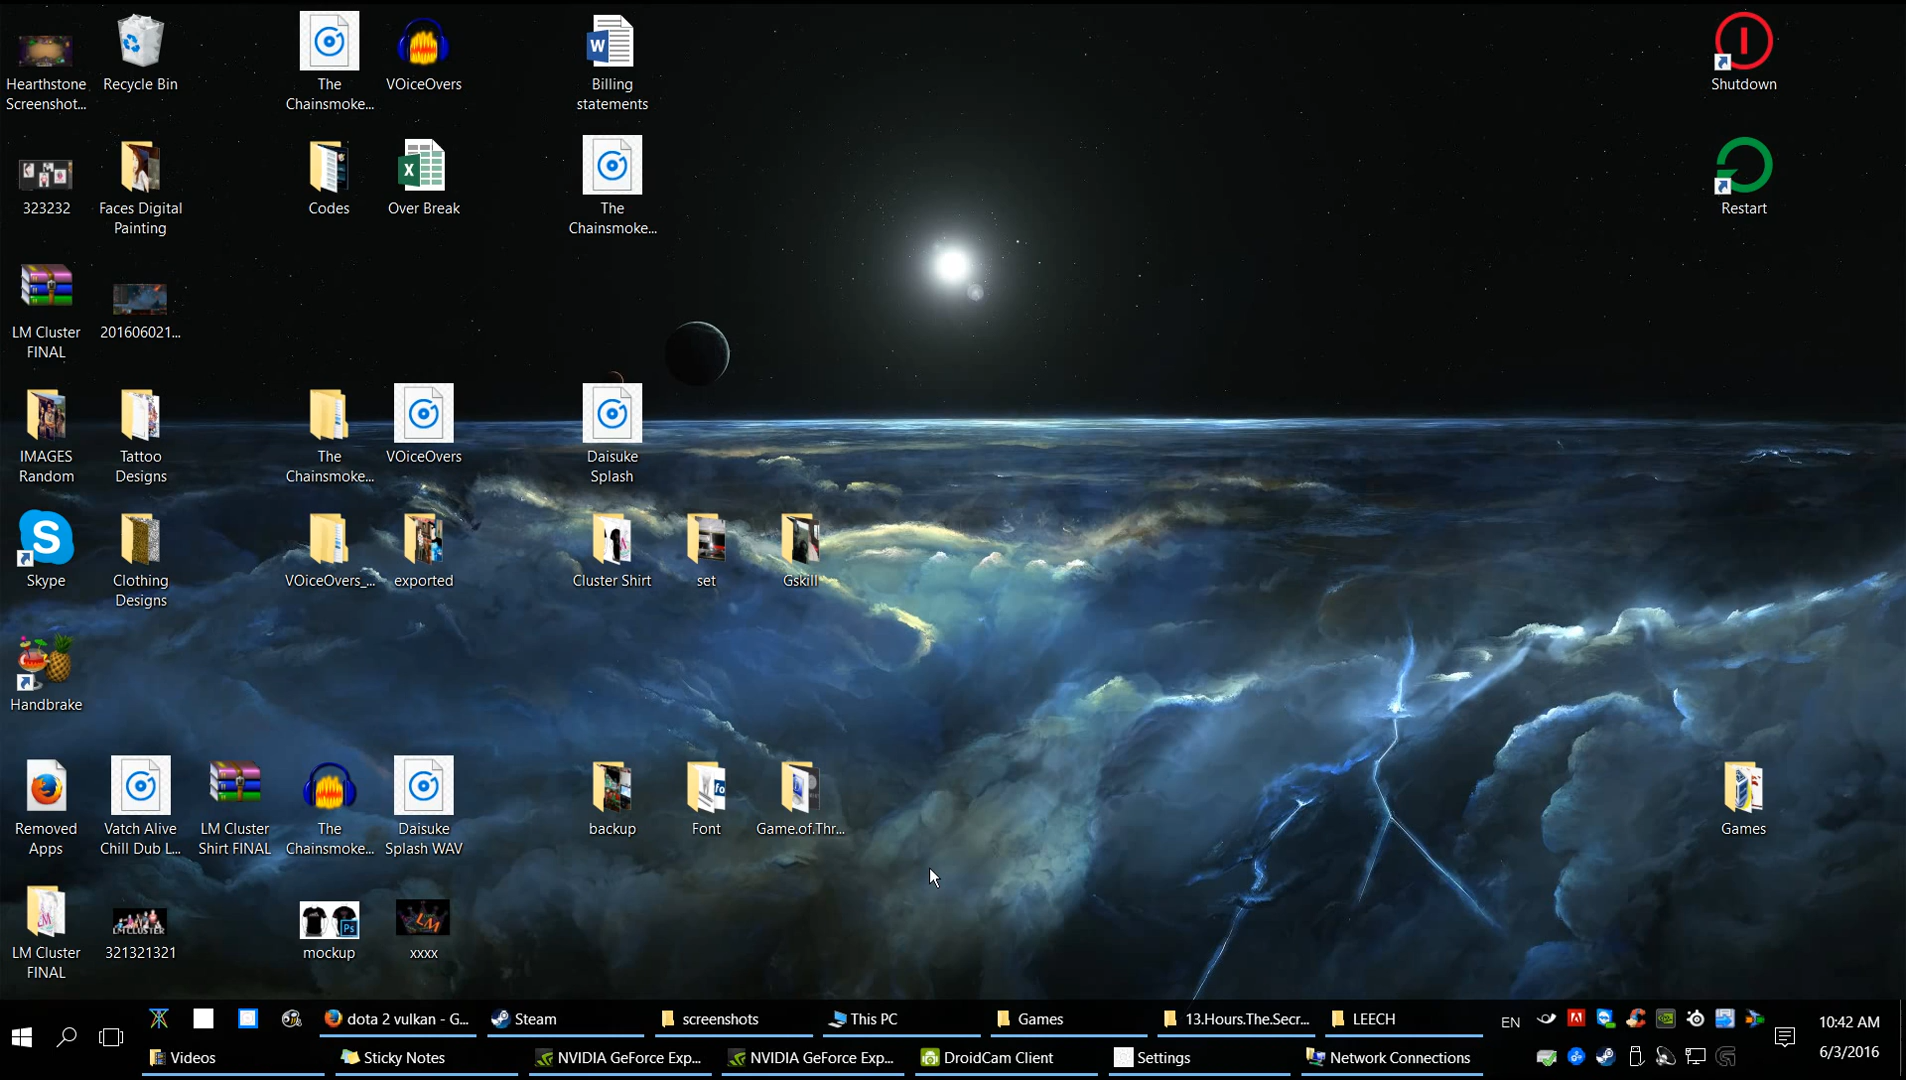 Hearthstone
Screenshot...
Recycle Bin
The
Chainsmoke...
VOiceOvers
Billing
statements
Shutdown
323232
Faces Digital
Painting
Codes
Over Break
The
Chainsmoke...
Restart
LM Cluster
FINAL
201606021...
IMAGES
Random
Tattoo
Designs
The
Chainsmoke...
VOiceOvers
Daisuke
Splash
Skype
Clothing
Designs
VOiceOvers_...
exported
Cluster Shirt
set
Gskill
Handbrake
Removed
Apps
Vatch Alive
Chill Dub L...
LM Cluster
Shirt FINAL
The
Chainsmoke...
Daisuke
Splash WAV
backup
Font
Game.of.Thr...
Games
LM Cluster
FINAL
321321321
mockup
xxxx
dota 2 vulkan - G...
Steam
screenshots
This PC
Games
13.Hours.The.Secr...
LEECH
EN
10:42 AM
Videos
Sticky Notes
NVIDIA GeForce Exp...
NVIDIA GeForce Exp...
DroidCam Client
Settings
Network Connections
6/3/2016